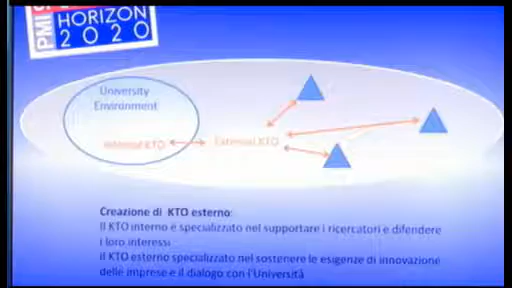 PMI
HORIZON
2020
University
Environment
Internal KTO
External KTO
Creazione di KTO esterno:
Il KTO interno è specializzato nel supportare i ricercatori e difendere
i loro interessi
Il KTO esterno specializzato nel sostenere le esigenze di innovazione
delle imprese e il dialogo con l'Università